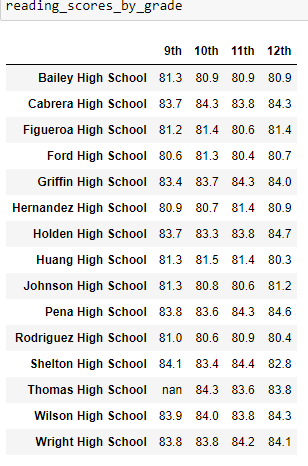 reading_scores_by_grade
9th 10th 11th 12th
Bailey High School 81.3 80.9 80.9 80.9
Cabrera High School 83.7 84.3 83.8 84.3
Figueroa High School 81.2 81.4 80.6 81.4
Ford High School 80.6 81.3 80.4 80.7
Griffin High School 83.4 83.7 84.3 84.0
Hernandez High School 80.9 80.7 81.4 80.9
Holden High School 83.7 83.3 83.8 84.7
Huang High School 81.3 81.5 81.4 80.3
Johnson High School 81.3 80.8 80.6 81.2
Pena High School 83.8 83.6 84.3 84.6
Rodriguez High School 81.0 80.6 80.9 80.4
Shelton High School 84.1 83.4 84.4 82.8
Thomas High School nan 84.3 83.6 83.8
Wilson High School 83.9 84.0 83.8 84.3
Wright High School 83.8 83.8 84.2 84.1